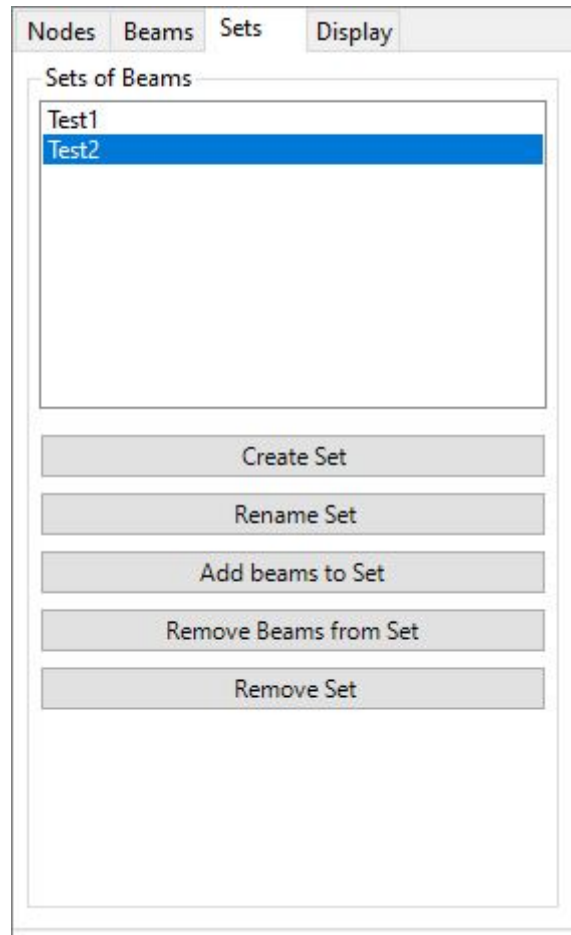 Nodes Beams Sets Display
Sets of Beams
Test1
Test2
Create Set
Rename Set
Add beams to Set
Remove Beams from Set
Remove Set